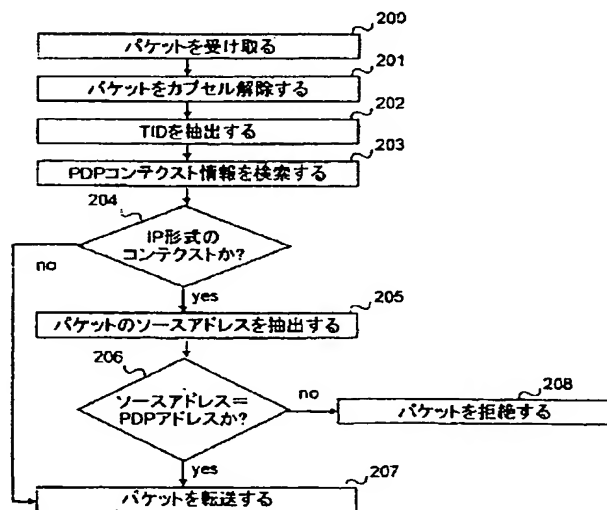 200
パケットを受け取る
201
パケットをカプセル解除する
202
TIDを抽出する
203
PDPコンテクスト情報を検索する
204
IP形式の
コンテクストか?
no
yes
205
パケットのソースアドレスを抽出する
206
ソースアドレス=
PDPアドレスか?
no
208
パケットを拒絶する
yes
207
パケットを転送する